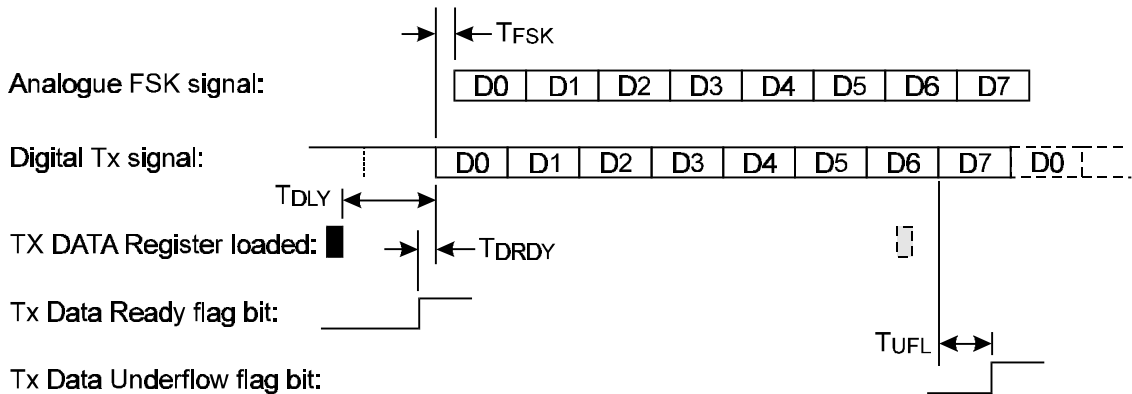 TFSK
Analogue FSK signal: D0 D1 D2 D3 D4 D5 D6 D7
Digital Tx signal: D0 D1 D2 D3 D4 D5 D6 D7 D0
TDLY
TX DATA Register loaded: TDRDY
Tx Data Ready flag bit:
TUFL
Tx Data Underflow flag bit: